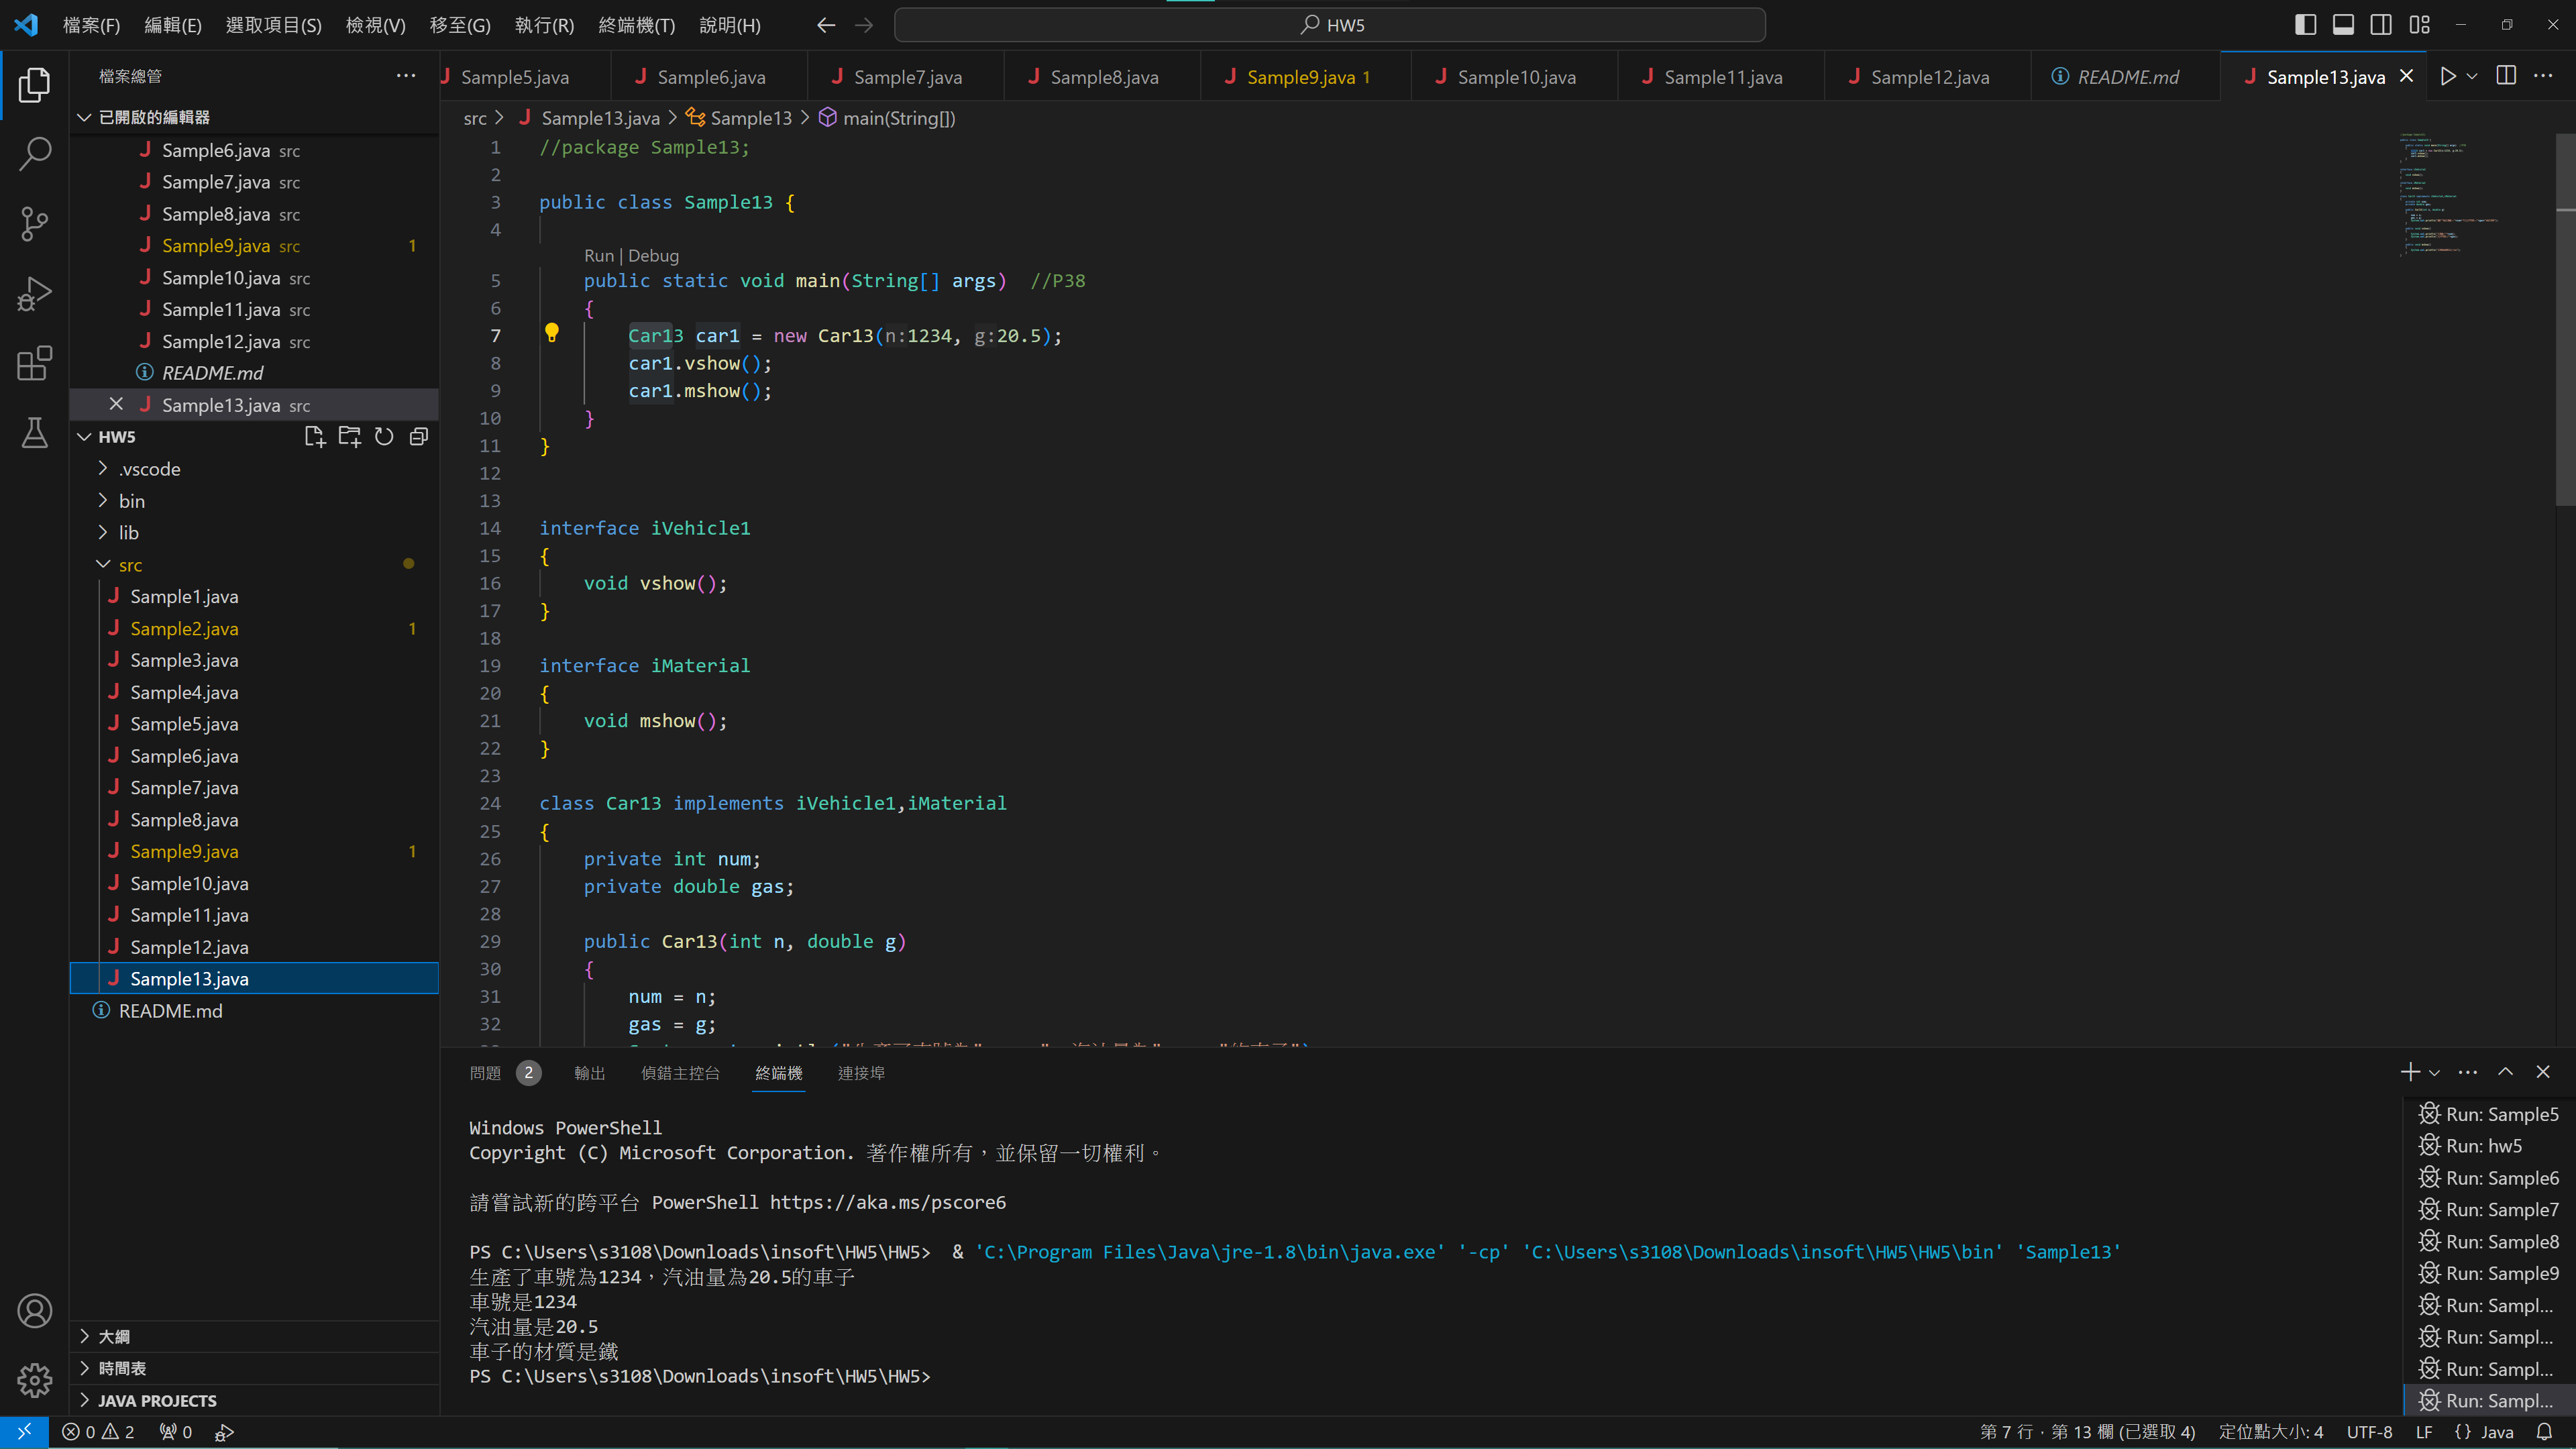 檔案(F) 編輯(E) 選取項目(S) 檢視(V) 移至(G) 執行(R) 終端機(T) 說明(H)
HW5
檔案總管
已開啟的編輯器
Sample6.java src
Sample7.java src
Sample8.java src
Sample9.java src 1
Sample10.java src
Sample11.java src
Sample12.java src
README.md
Sample13.java src
HW5
.vscode
bin
lib
src
Sample1.java
Sample2.java 1
Sample3.java
Sample4.java
Sample5.java
Sample6.java
Sample7.java
Sample8.java
Sample9.java 1
Sample10.java
Sample11.java
Sample12.java
Sample13.java
README.md
大綱
時間表
JAVA PROJECTS
Sample5.java Sample6.java Sample7.java Sample8.java Sample9.java 1 Sample10.java Sample11.java Sample12.java README.md Sample13.java
src > Sample13.java > Sample13 > main(String[])
1 //package Sample13;
2
3 public class Sample13 {
4
Run | Debug
5 public static void main(String[] args) //P38
6 {
7 Car13 car1 = new Car13(n:1234, g:20.5);
8 car1.vshow();
9 car1.mshow();
10 }
11 }
12
13
14 interface iVehicle1
15 {
16 void vshow();
17 }
18
19 interface iMaterial
20 {
21 void mshow();
22 }
23
24 class Car13 implements iVehicle1,iMaterial
25 {
26 private int num;
27 private double gas;
28
29 public Car13(int n, double g)
30 {
31 num = n;
32 gas = g;
問題 2 輸出 偵錯主控台 終端機 連接埠
Windows PowerShell
Copyright (C) Microsoft Corporation. 著作權所有，並保留一切權利。
請嘗試新的跨平台 PowerShell https://aka.ms/pscore6
PS C:\Users\s3108\Downloads\insoft\HW5\HW5> & 'C:\Program Files\Java\jre-1.8\bin\java.exe' '-cp' 'C:\Users\s3108\Downloads\insoft\HW5\HW5\bin' 'Sample13'
生產了車號為1234，汽油量為20.5的車子
車號是1234
汽油量是20.5
車子的材質是鐵
PS C:\Users\s3108\Downloads\insoft\HW5\HW5>
Run: Sample5
Run: hw5
Run: Sample6
Run: Sample7
Run: Sample8
Run: Sample9
Run: Sampl...
Run: Sampl...
Run: Sampl...
Run: Sampl...
0 2 0
第 7 行，第 13 欄 (已選取 4) 定位點大小: 4 UTF-8 LF {} Java